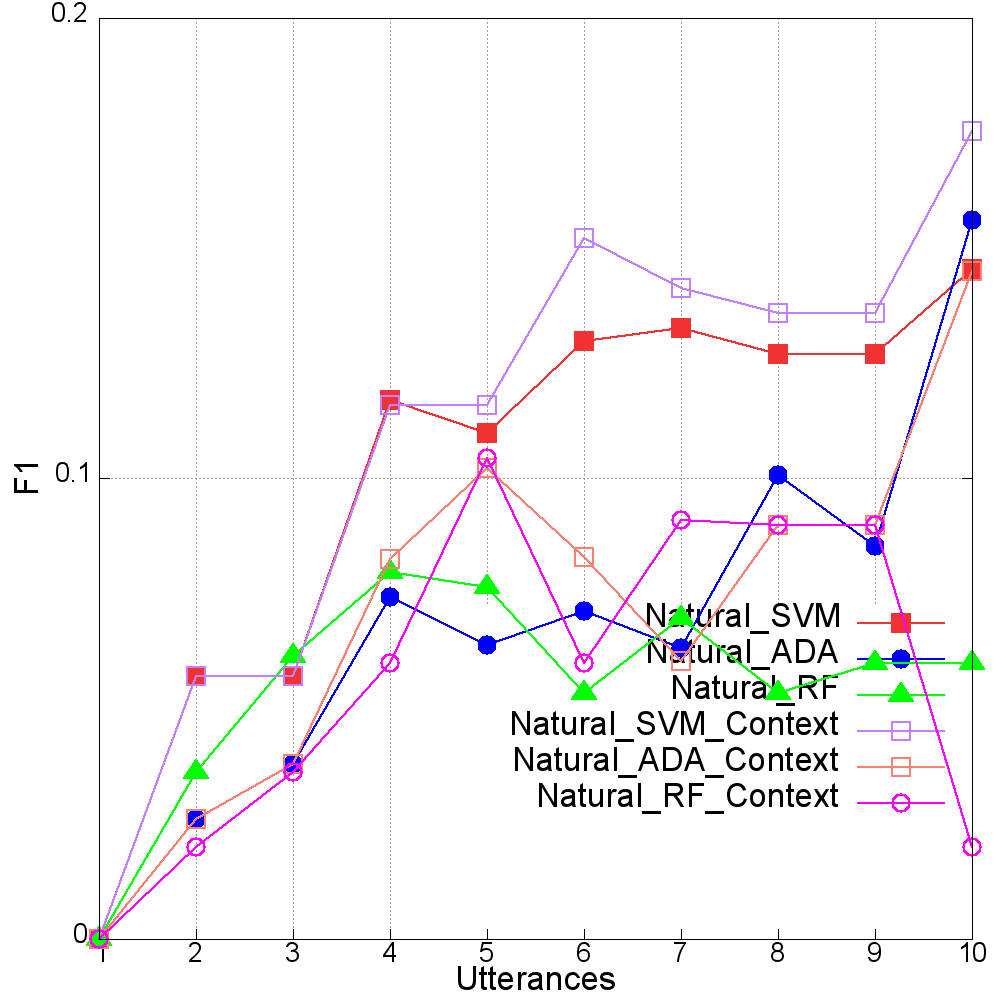 0.2
0.1
0
F1
Natural_SVM
Natural_ADA
Natural_RF
Natural_SVM_Context
Natural_ADA_Context
Natural_RF_Context
1 2 3 4 5 6 7 8 9 10
Utterances